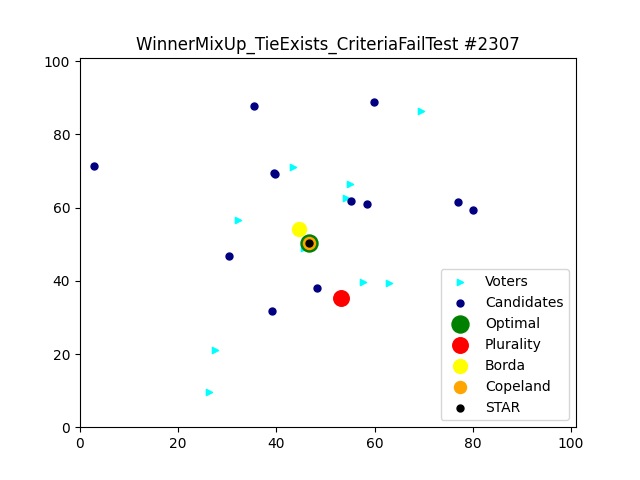 WinnerMixUp_TieExists_CriteriaFailTest #2307
100
80
60
40
20
0
0 20 40 60 80 100
Voters
Candidates
Optimal
Plurality
Borda
Copeland
STAR